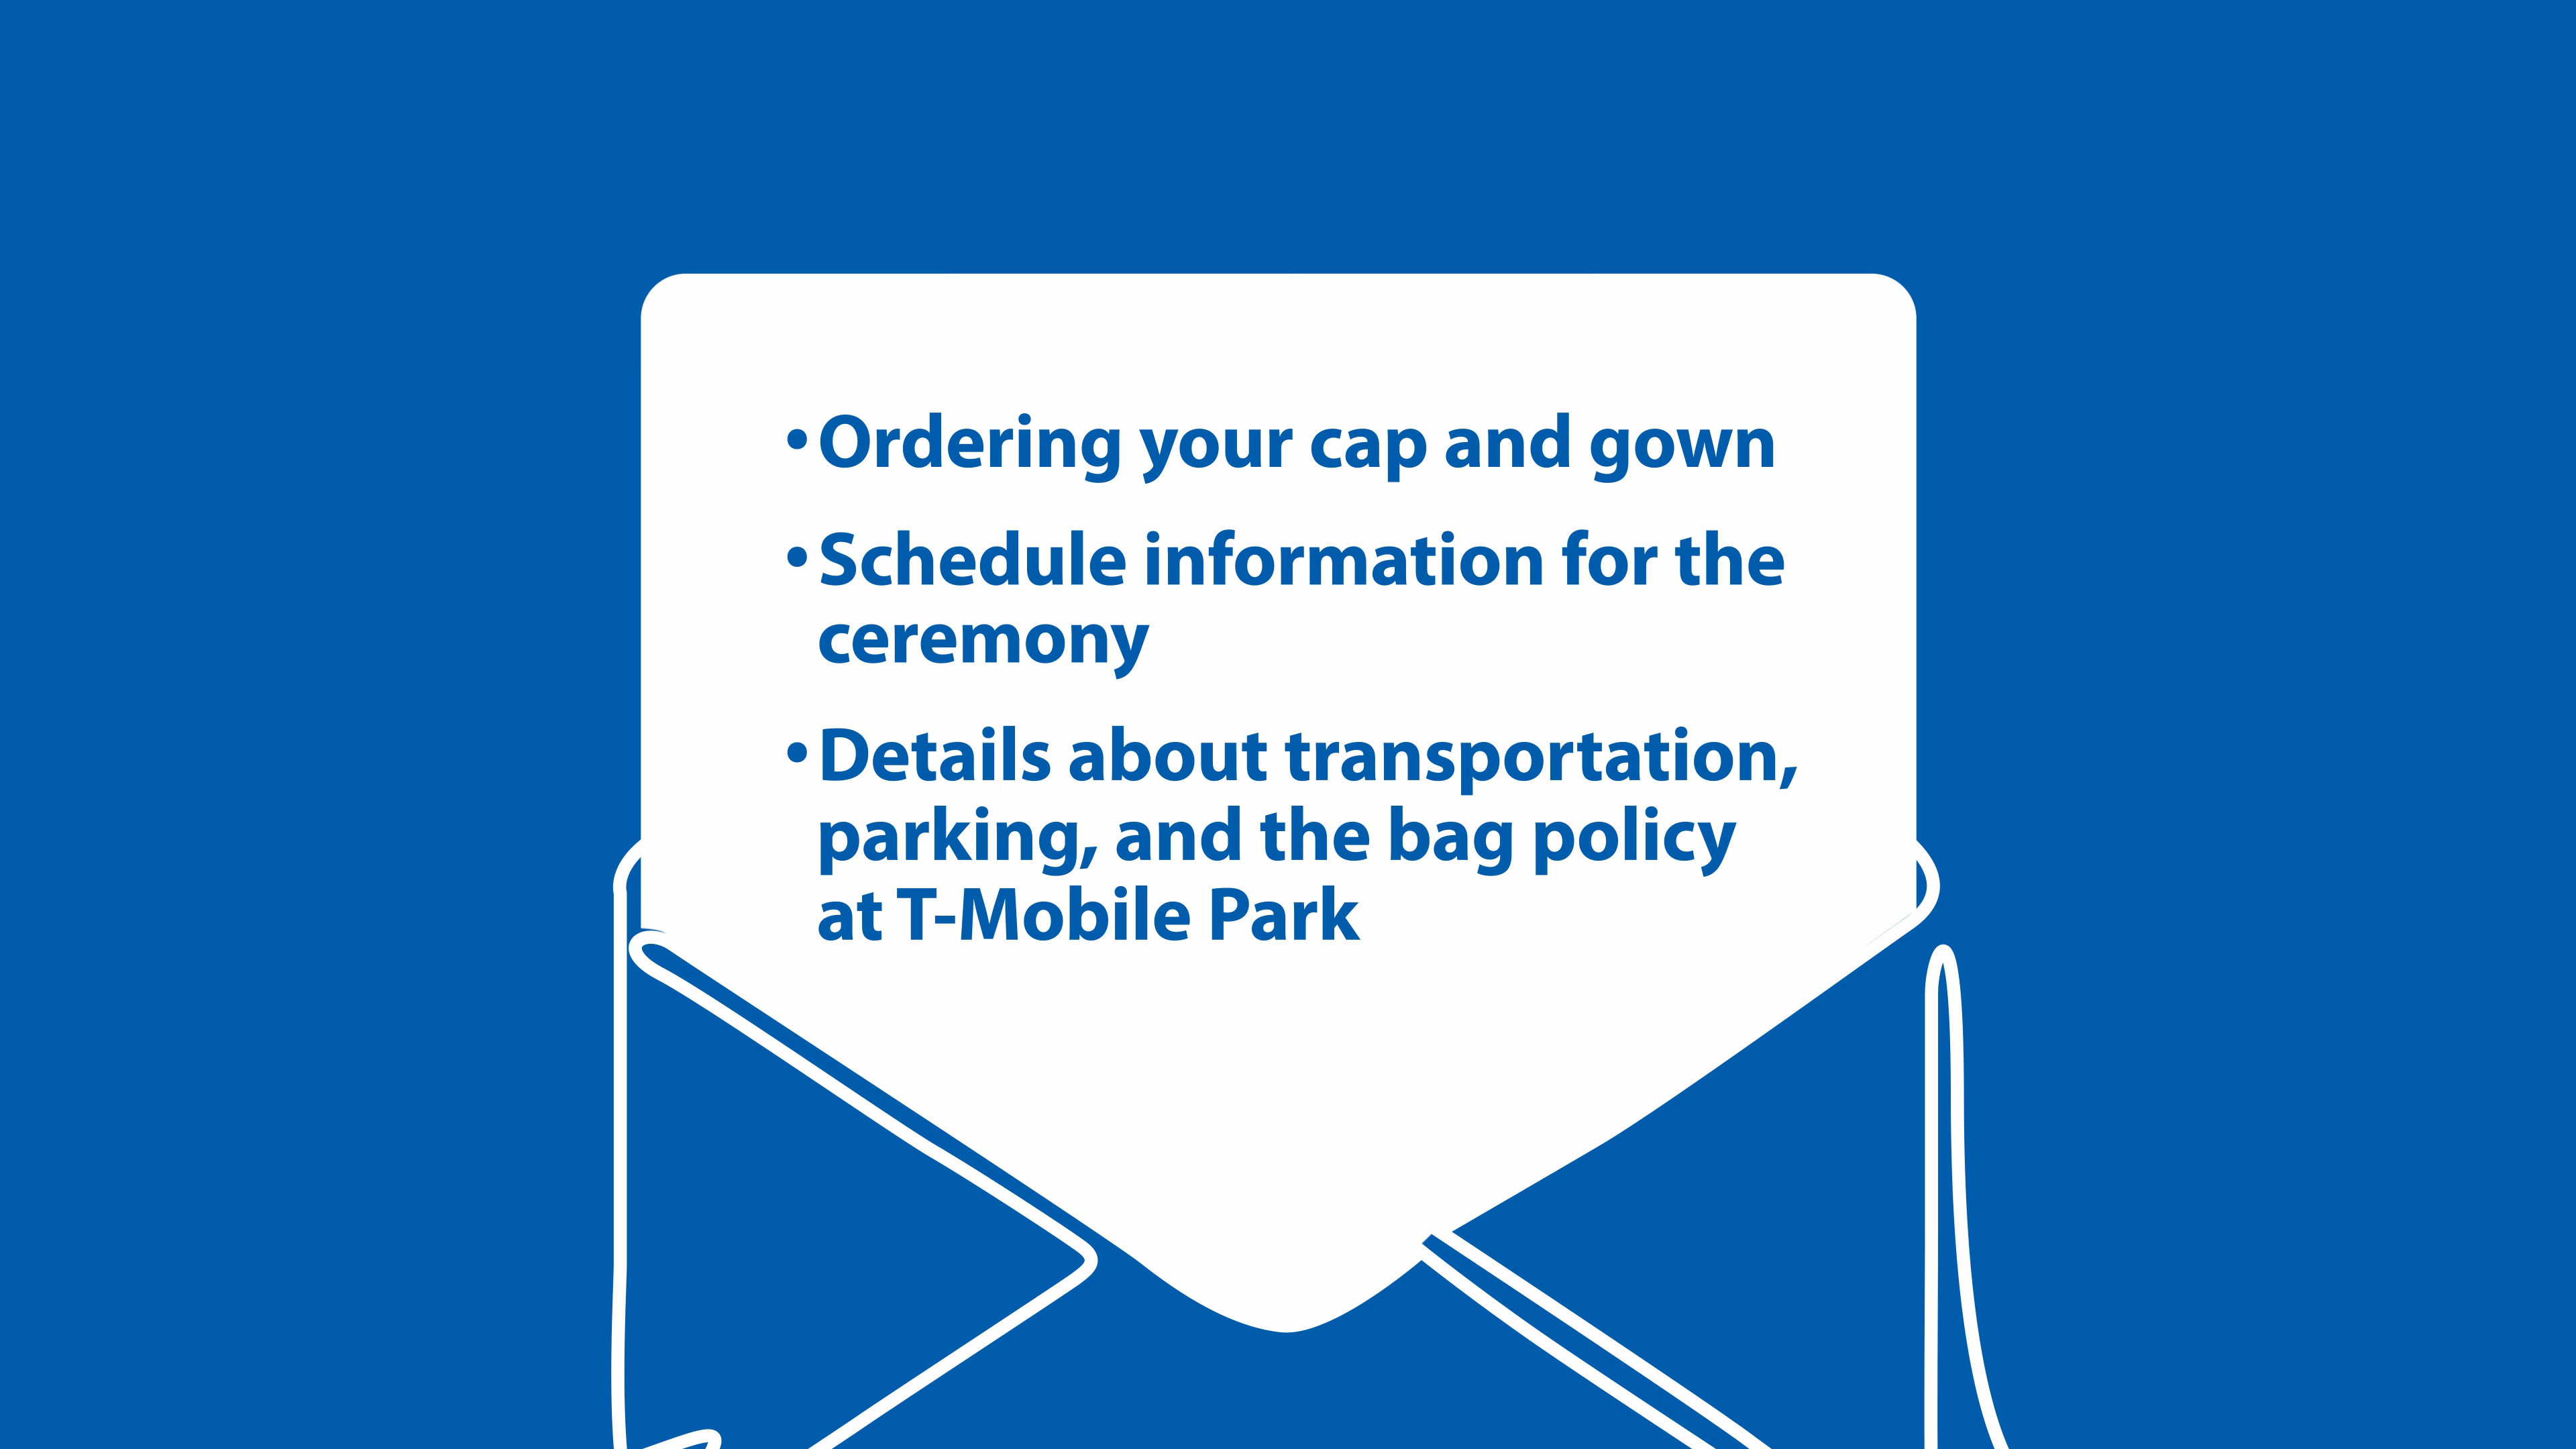 • Ordering your cap and gown
• Schedule information for the
ceremony
• Details about transportation,
parking, and the bag policy
at T-Mobile Park